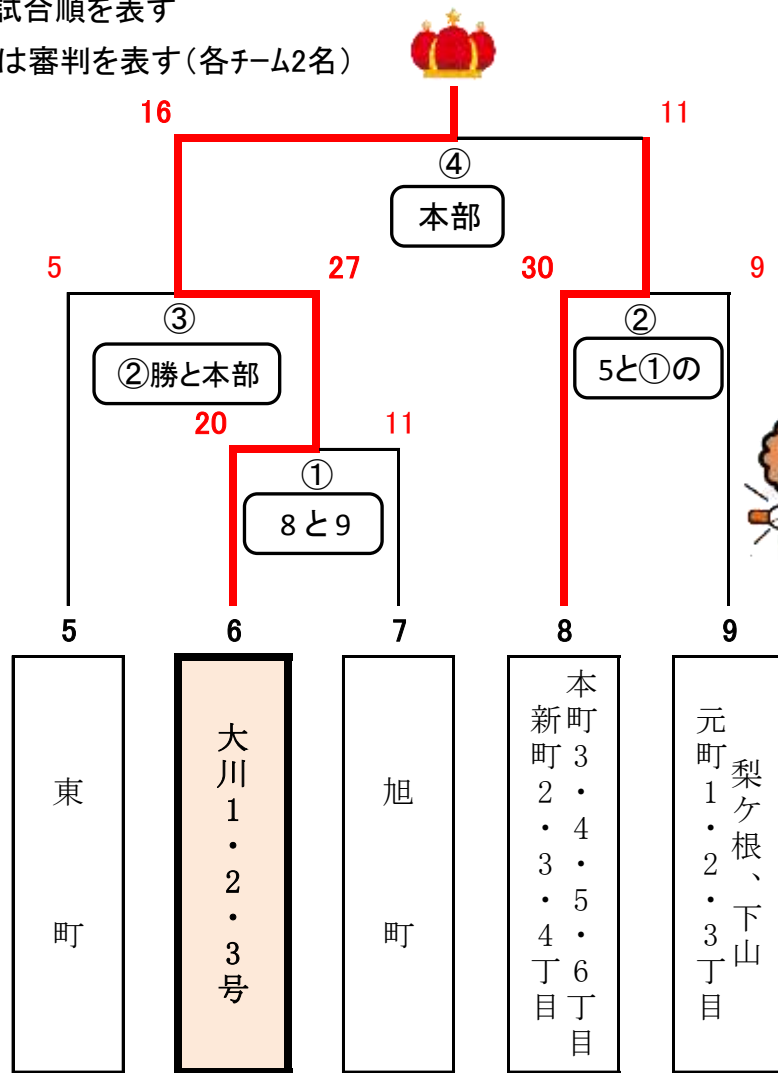 試合順を表す
は審判を表す（各ﾁｰﾑ2名）
16
11
④
本部
5
27
30
9
③
②
②勝と本部
5と①の
20
11
①
8と9
5
6
7
8
9
東町
大川1・2・3号
旭町
本町3・4・5・6丁目
新町2・3・4丁目
梨ケ根、下山
元町1・2・3丁目